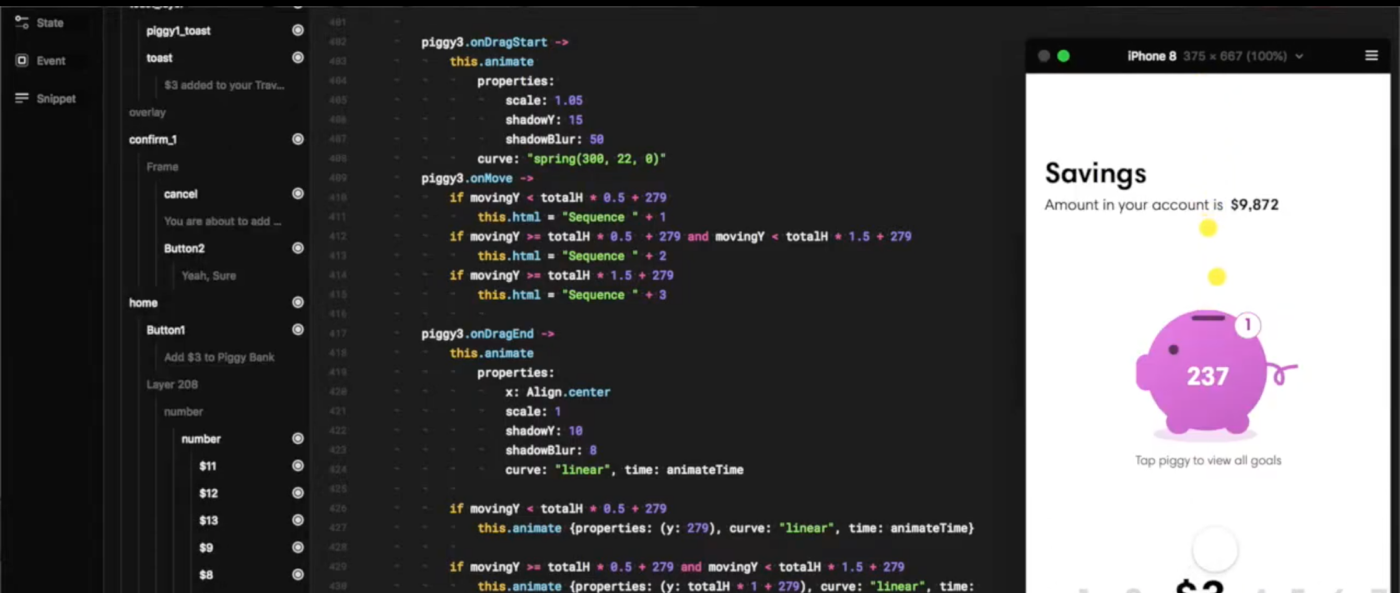 State
Event
Snippet
piggy1_toast
toast
$3 added to your Trav...
overlay
confirm_1
Frame
cancel
You are about to add ...
Button2
Yeah, Sure
home
Button1
Add $3 to Piggy Bank
Layer 208
number
number
$11
$12
$13
$9
$8
401
402 piggy3.onDragStart ->
403 this.animate
404 properties:
405 scale: 1.05
406 shadowY: 15
407 shadowBlur: 50
408 curve: "spring(300, 22, 0)"
409 piggy3.onMove ->
410 if movingY < totalH * 0.5 + 279
411 this.html = "Sequence " + 1
412 if movingY >= totalH * 0.5 + 279 and movingY < totalH * 1.5 + 279
413 this.html = "Sequence " + 2
414 if movingY >= totalH * 1.5 + 279
415 this.html = "Sequence " + 3
416
417 piggy3.onDragEnd ->
418 this.animate
419 properties:
420 x: Align.center
421 scale: 1
422 shadowY: 10
423 shadowBlur: 8
424 curve: "linear", time: animateTime
425
426 if movingY < totalH * 0.5 + 279
427 this.animate {properties: (y: 279), curve: "linear", time: animateTime}
428
429 if movingY >= totalH * 0.5 + 279 and movingY < totalH * 1.5 + 279
430 this.animate {properties: (y: totalH * 1 + 279), curve: "linear", time:
iPhone 8 375 × 667 (100%)
Savings
Amount in your account is $9,872
1
237
Tap piggy to view all goals
$3